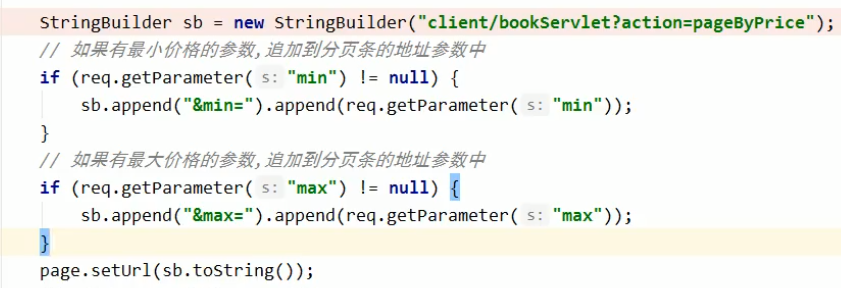 StringBuilder sb = new StringBuilder("client/bookServlet?action=pageByPrice");
// 如果有最小价格的参数,追加到分页条的地址参数中
if (req.getParameter( s: "min") != null) {
sb.append("&min=").append(req.getParameter( s: "min"));
}
// 如果有最大价格的参数,追加到分页条的地址参数中
if (req.getParameter( s: "max") != null) {
sb.append("&max=").append(req.getParameter( s: "max"));
}
page.setUrl(sb.toString());